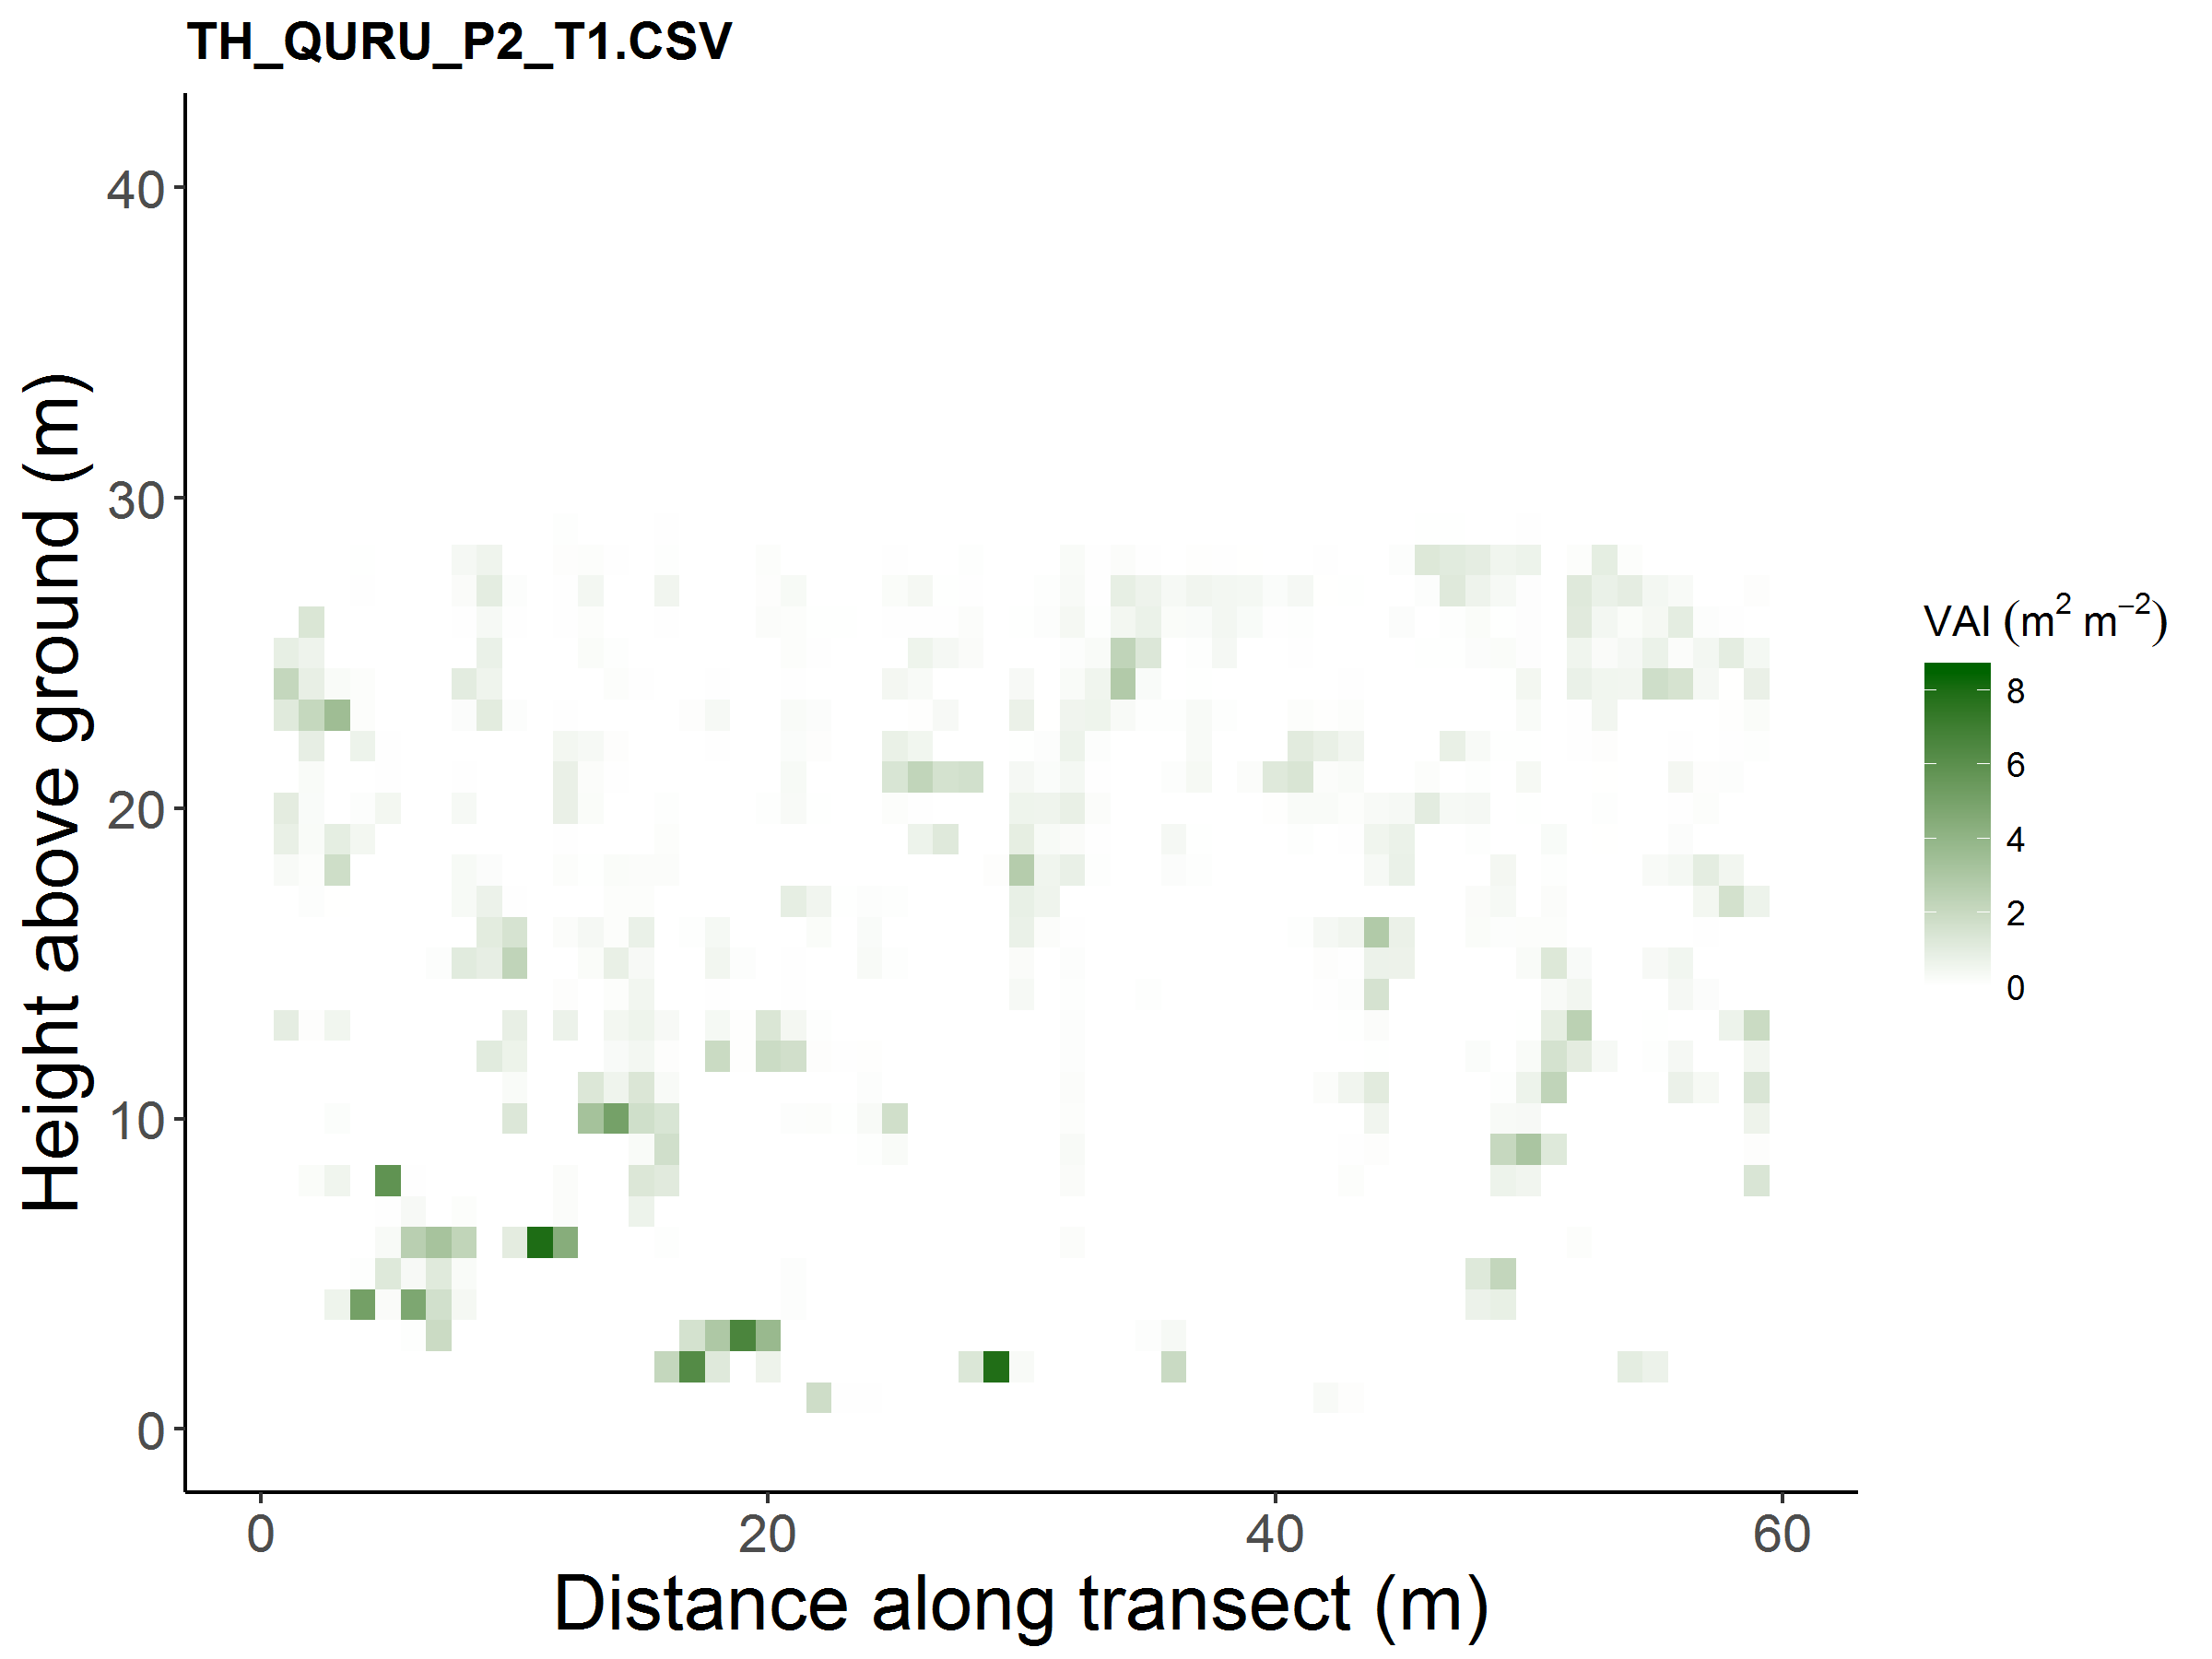 TH_QURU_P2_T1.CSV
Height above ground (m)
40
30
20
10
0
0 20 40 60
Distance along transect (m)
VAI (m² m⁻²)
8
6
4
2
0